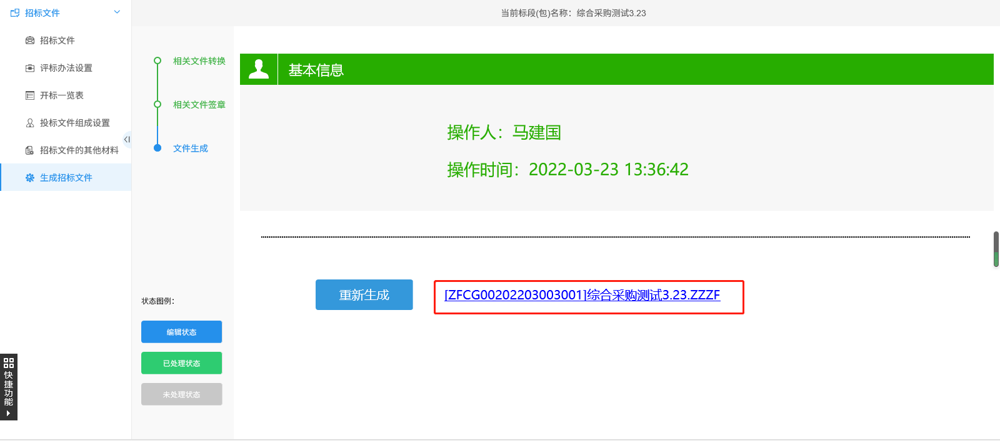 招标文件
招标文件
评标办法设置
开标一览表
投标文件组成设置
招标文件的其他材料
生成招标文件
快捷功能
当前标段(包)名称：综合采购测试3.23
相关文件转换
相关文件签章
文件生成
状态图例：
编辑状态
已处理状态
未处理状态
基本信息
操作人：马建国
操作时间：2022-03-23 13:36:42
重新生成
[ZFCG00202203003001]综合采购测试3.23.ZZZF